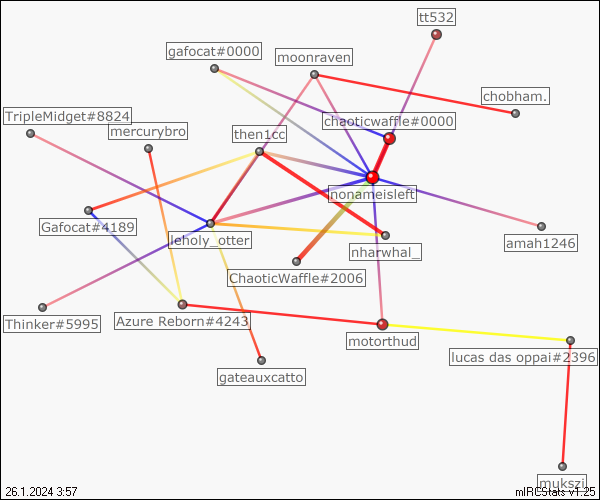 tt532
gafocat#0000
moonraven
chobham.
TripleMidget#8824
chaoticwaffle#0000
mercurybro
then1cc
nonameisleft
Gafocat#4189
leholy_otter
nharwhal_
amah1246
ChaoticWaffle#2006
Thinker#5995
Azure Reborn#4243
motorthud
lucas das oppai#2396
gateauxcatto
mukszi
26.1.2024 3:57
mIRCStats v1.25